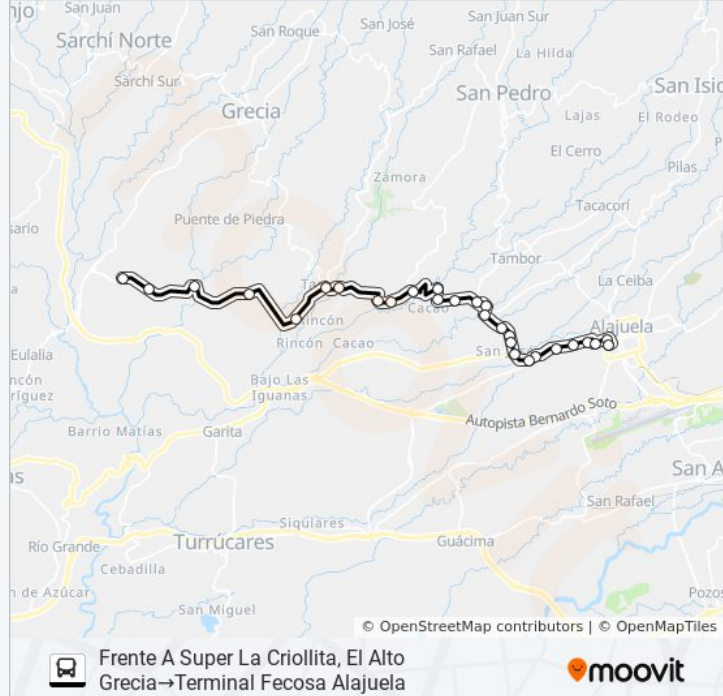 njo
San Juan
San José
San Juan Sur
Sarchí Norte
San Roque
San Rafael
La Hilda
Sarchí Sur
San Pedro
San Isid
Grecia
Lajas
El Rodeo
El Cerro
Pilas
Zamora
Tacacorí
sario
Puente de Piedra
Tambor
La Ceiba
Cacao
Alajuela
Rincón
Rincón Cacao
San
Eulalia
ncón
ríguez
Bajo Las
Iguanas
Autopista Bernardo Soto
Barrio Matías
Garita
San A
as
San Rafael
Siquiares
Río Grande
Turrúcares
Guácima
Cebadilla
n de Azúcar
San Miguel
Pozos
© OpenStreetMap contributors | © OpenMapTiles
Frente A Super La Criollita, El Alto
Grecia→Terminal Fecosa Alajuela
moovit